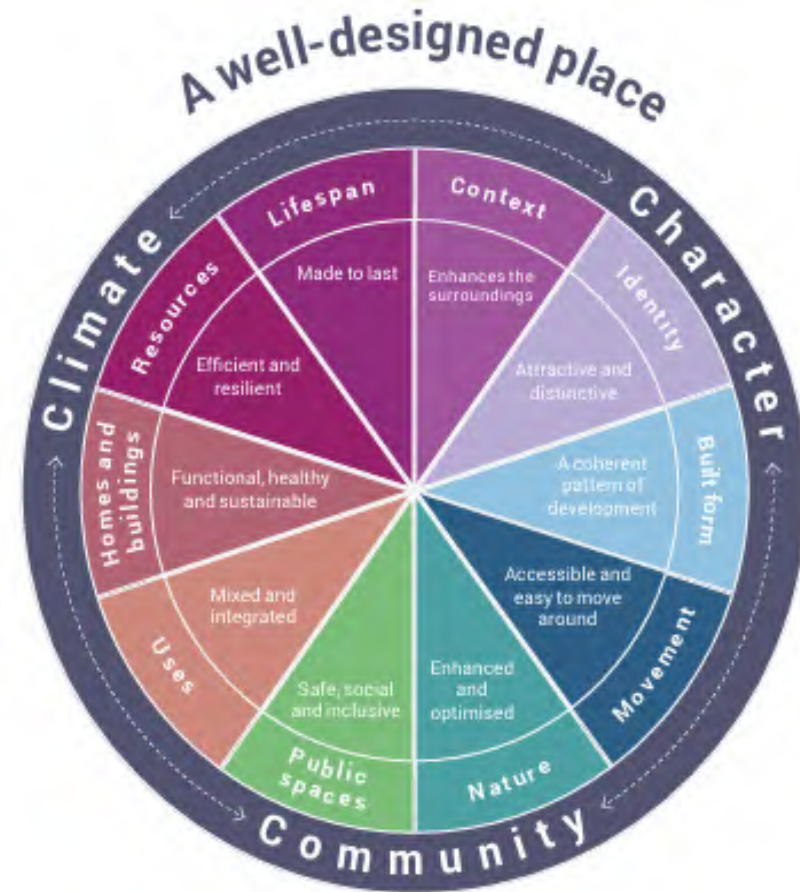 A well-designed place
Climate
Character
Community
Context
Enhances the
surroundings
Identity
Attractive and
distinctive
Built form
A coherent
pattern of
development
Movement
Accessible and
easy to move
around
Nature
Enhanced
and
optimised
Public
spaces
Safe, social
and inclusive
Uses
Mixed and
integrated
Homes and
buildings
Functional, healthy
and sustainable
Resources
Efficient and
resilient
Lifespan
Made to last